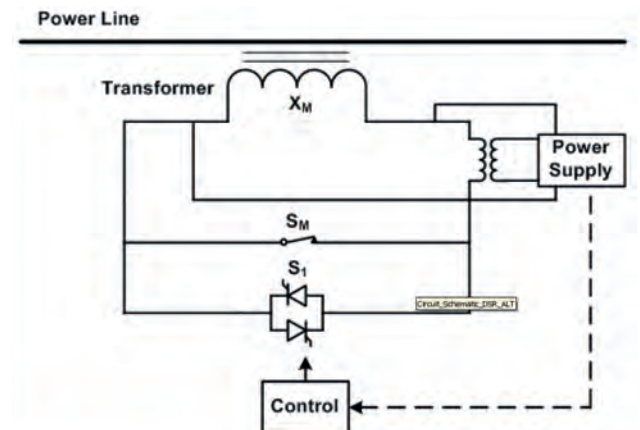 Power Line
Transformer
XM
Power
Supply
SM
S1
Circuit_Schematic_DSR_ALT
Control